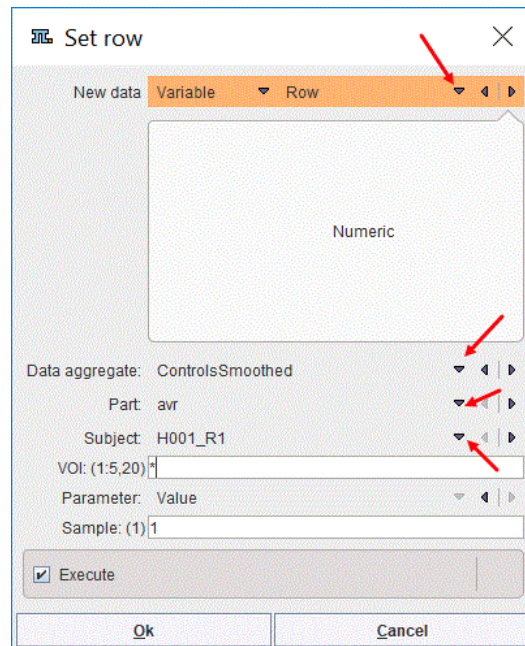 Set row
New data Variable Row
Numeric
Data aggregate: ControlsSmoothed
Part: avr
Subject: H001_R1
VOI: (1:5,20) *
Parameter: Value
Sample: (1) 1
Execute
Ok Cancel